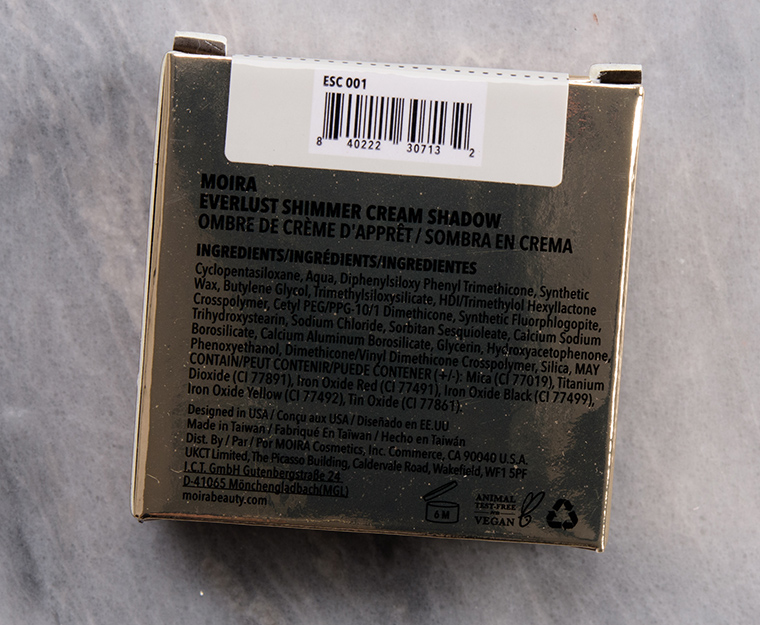 ESC 001
8 40222 30713 2
MOIRA
EVERLUST SHIMMER CREAM SHADOW
OMBRE DE CRÈME D'APPRÊT / SOMBRA EN CREMA
INGREDIENTS/INGRÉDIENTS/INGREDIENTES
Cyclopentasiloxane, Aqua, Diphenylsiloxy Phenyl Trimethicone, Synthetic
Wax, Butylene Glycol, Trimethylsiloxysilicate, HDI/Trimethylol Hexyllactone
Crosspolymer, Cetyl PEG/PPG-10/1 Dimethicone, Synthetic Fluorphlogopite,
Trihydroxystearin, Sodium Chloride, Sorbitan Sesquioleate, Calcium Sodium
Borosilicate, Calcium Aluminum Borosilicate, Glycerin, Hydroxyacetophenone,
Phenoxyethanol, Dimethicone/Vinyl Dimethicone Crosspolymer, Silica, MAY
CONTAIN/PEUT CONTENIR/PUEDE CONTENER (+/-): Mica (CI 77019), Titanium
Dioxide (CI 77891), Iron Oxide Red (CI 77491), Iron Oxide Black (CI 77499),
Iron Oxide Yellow (CI 77492), Tin Oxide (CI 77861).
Designed in USA / Conçu aux USA / Diseñado en EE.UU
Made in Taiwan / Fabriqué En Taïwan / Hecho en Taiwán
Dist. By / Par / Por MOIRA Cosmetics, Inc. Commerce, CA 90040 U.S.A.
UKCT Limited, The Picasso Building, Caldervale Road, Wakefield, WF1 5PF
I.C.T. GmbH Gutenbergstraße 24
D-41065 Mönchengladbach(MGL)
moirabeauty.com
6 M
ANIMAL
TEST-FREE
VEGAN